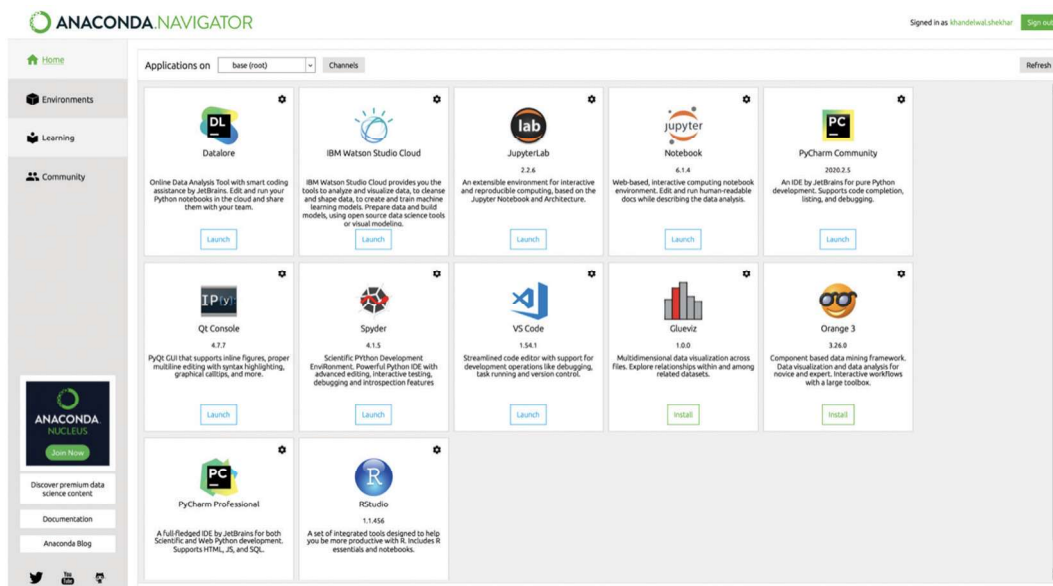 ANACONDA.NAVIGATOR
Signed in as khandelwal.shekhar
Sign out
Home
Environments
Learning
Community
ANACONDA.
NUCLEUS
Join Now
Discover premium data
science content
Documentation
Anaconda Blog
You
Tube
Applications on
base (root)
Channels
Refresh
DL
Datalore
Online Data Analysis Tool with smart coding
assistance by JetBrains. Edit and run your
Python notebooks in the cloud and share
them with your team.
Launch
IBM Watson Studio Cloud
IBM Watson Studio Cloud provides you the
tools to analyze and visualize data, to cleanse
and shape data, to create and train machine
learning models. Prepare data and build
models, using open source data science tools
or visual modeling.
Launch
lab
JupyterLab
2.2.6
An extensible environment for interactive
and reproducible computing, based on the
Jupyter Notebook and Architecture.
Launch
jupyter
Notebook
6.1.4
Web-based, interactive computing notebook
environment. Edit and run human-readable
docs while describing the data analysis.
Launch
PC
PyCharm Community
2020.2.5
An IDE by JetBrains for pure Python
development. Supports code completion,
listing, and debugging.
Launch
IP[y]:
Qt Console
4.7.7
PyQt GUI that supports inline figures, proper
multiline editing with syntax highlighting,
graphical calltips, and more.
Launch
Spyder
4.1.5
Scientific PYthon Development
EnviRonment. Powerful Python IDE with
advanced editing, interactive testing,
debugging and introspection features
Launch
VS Code
1.54.1
Streamlined code editor with support for
development operations like debugging,
task running and version control.
Launch
Glueviz
1.0.0
Multidimensional data visualization across
files. Explore relationships within and among
related datasets.
Install
Orange 3
3.26.0
Component based data mining framework.
Data visualization and data analysis for
novice and expert. Interactive workflows
with a large toolbox.
Install
PC
PyCharm Professional
A full-fledged IDE by JetBrains for both
Scientific and Web Python development.
Supports HTML, JS, and SQL.
R
RStudio
1.1.456
A set of integrated tools designed to help
you be more productive with R. Includes R
essentials and notebooks.